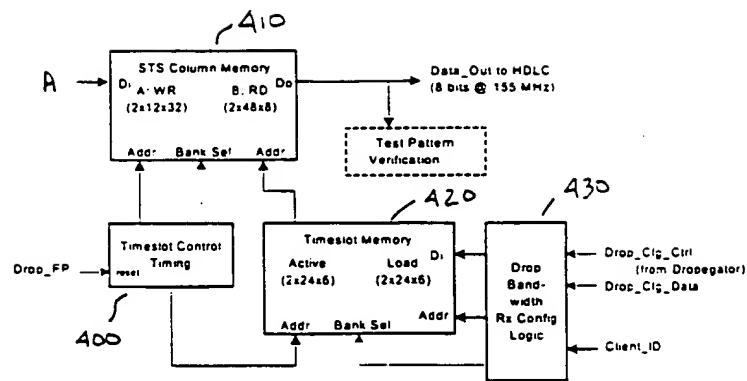 410
A
STS Column Memory
Di
A: WR
B: RD
Do
(2x12x32)
(2x48x8)
Addr
Bank Sel
Addr
Data_Out to HDLC
(8 bits @ 155 MHz)
Test Pattern
Verification
420
430
Timeslot Control
Timing
Drop_FP
reset
400
Timeslot Memory
Di
Active
Load
(2x24x6)
(2x24x6)
Addr
Addr
Bank Sel
Drop
Band-
width
Rx Config
Logic
Drop_Cfg_Ctrl
(from Dropegator)
Drop_Cfg_Data
Client_ID